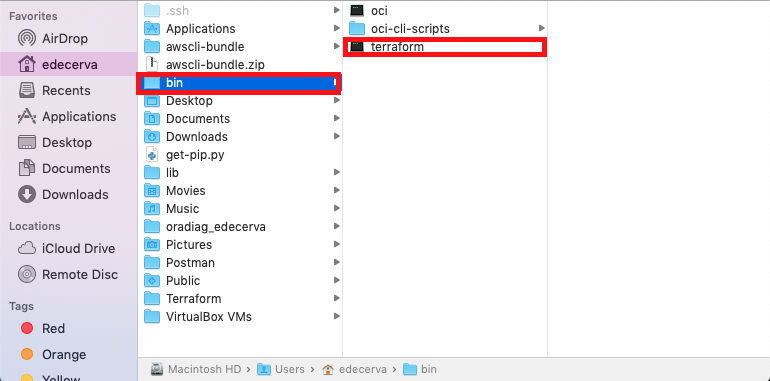 Favorites
AirDrop
edecerva
Recents
Applications
Desktop
Documents
Downloads
Locations
iCloud Drive
Remote Disc
Tags
Red
Orange
Yellow
.ssh
Applications
awscli-bundle
awscli-bundle.zip
bin
Desktop
Documents
Downloads
get-pip.py
lib
Movies
Music
oradiag_edecerva
Pictures
Postman
Public
Terraform
VirtualBox VMs
oci
oci-cli-scripts
terraform
Macintosh HD Users edecerva bin